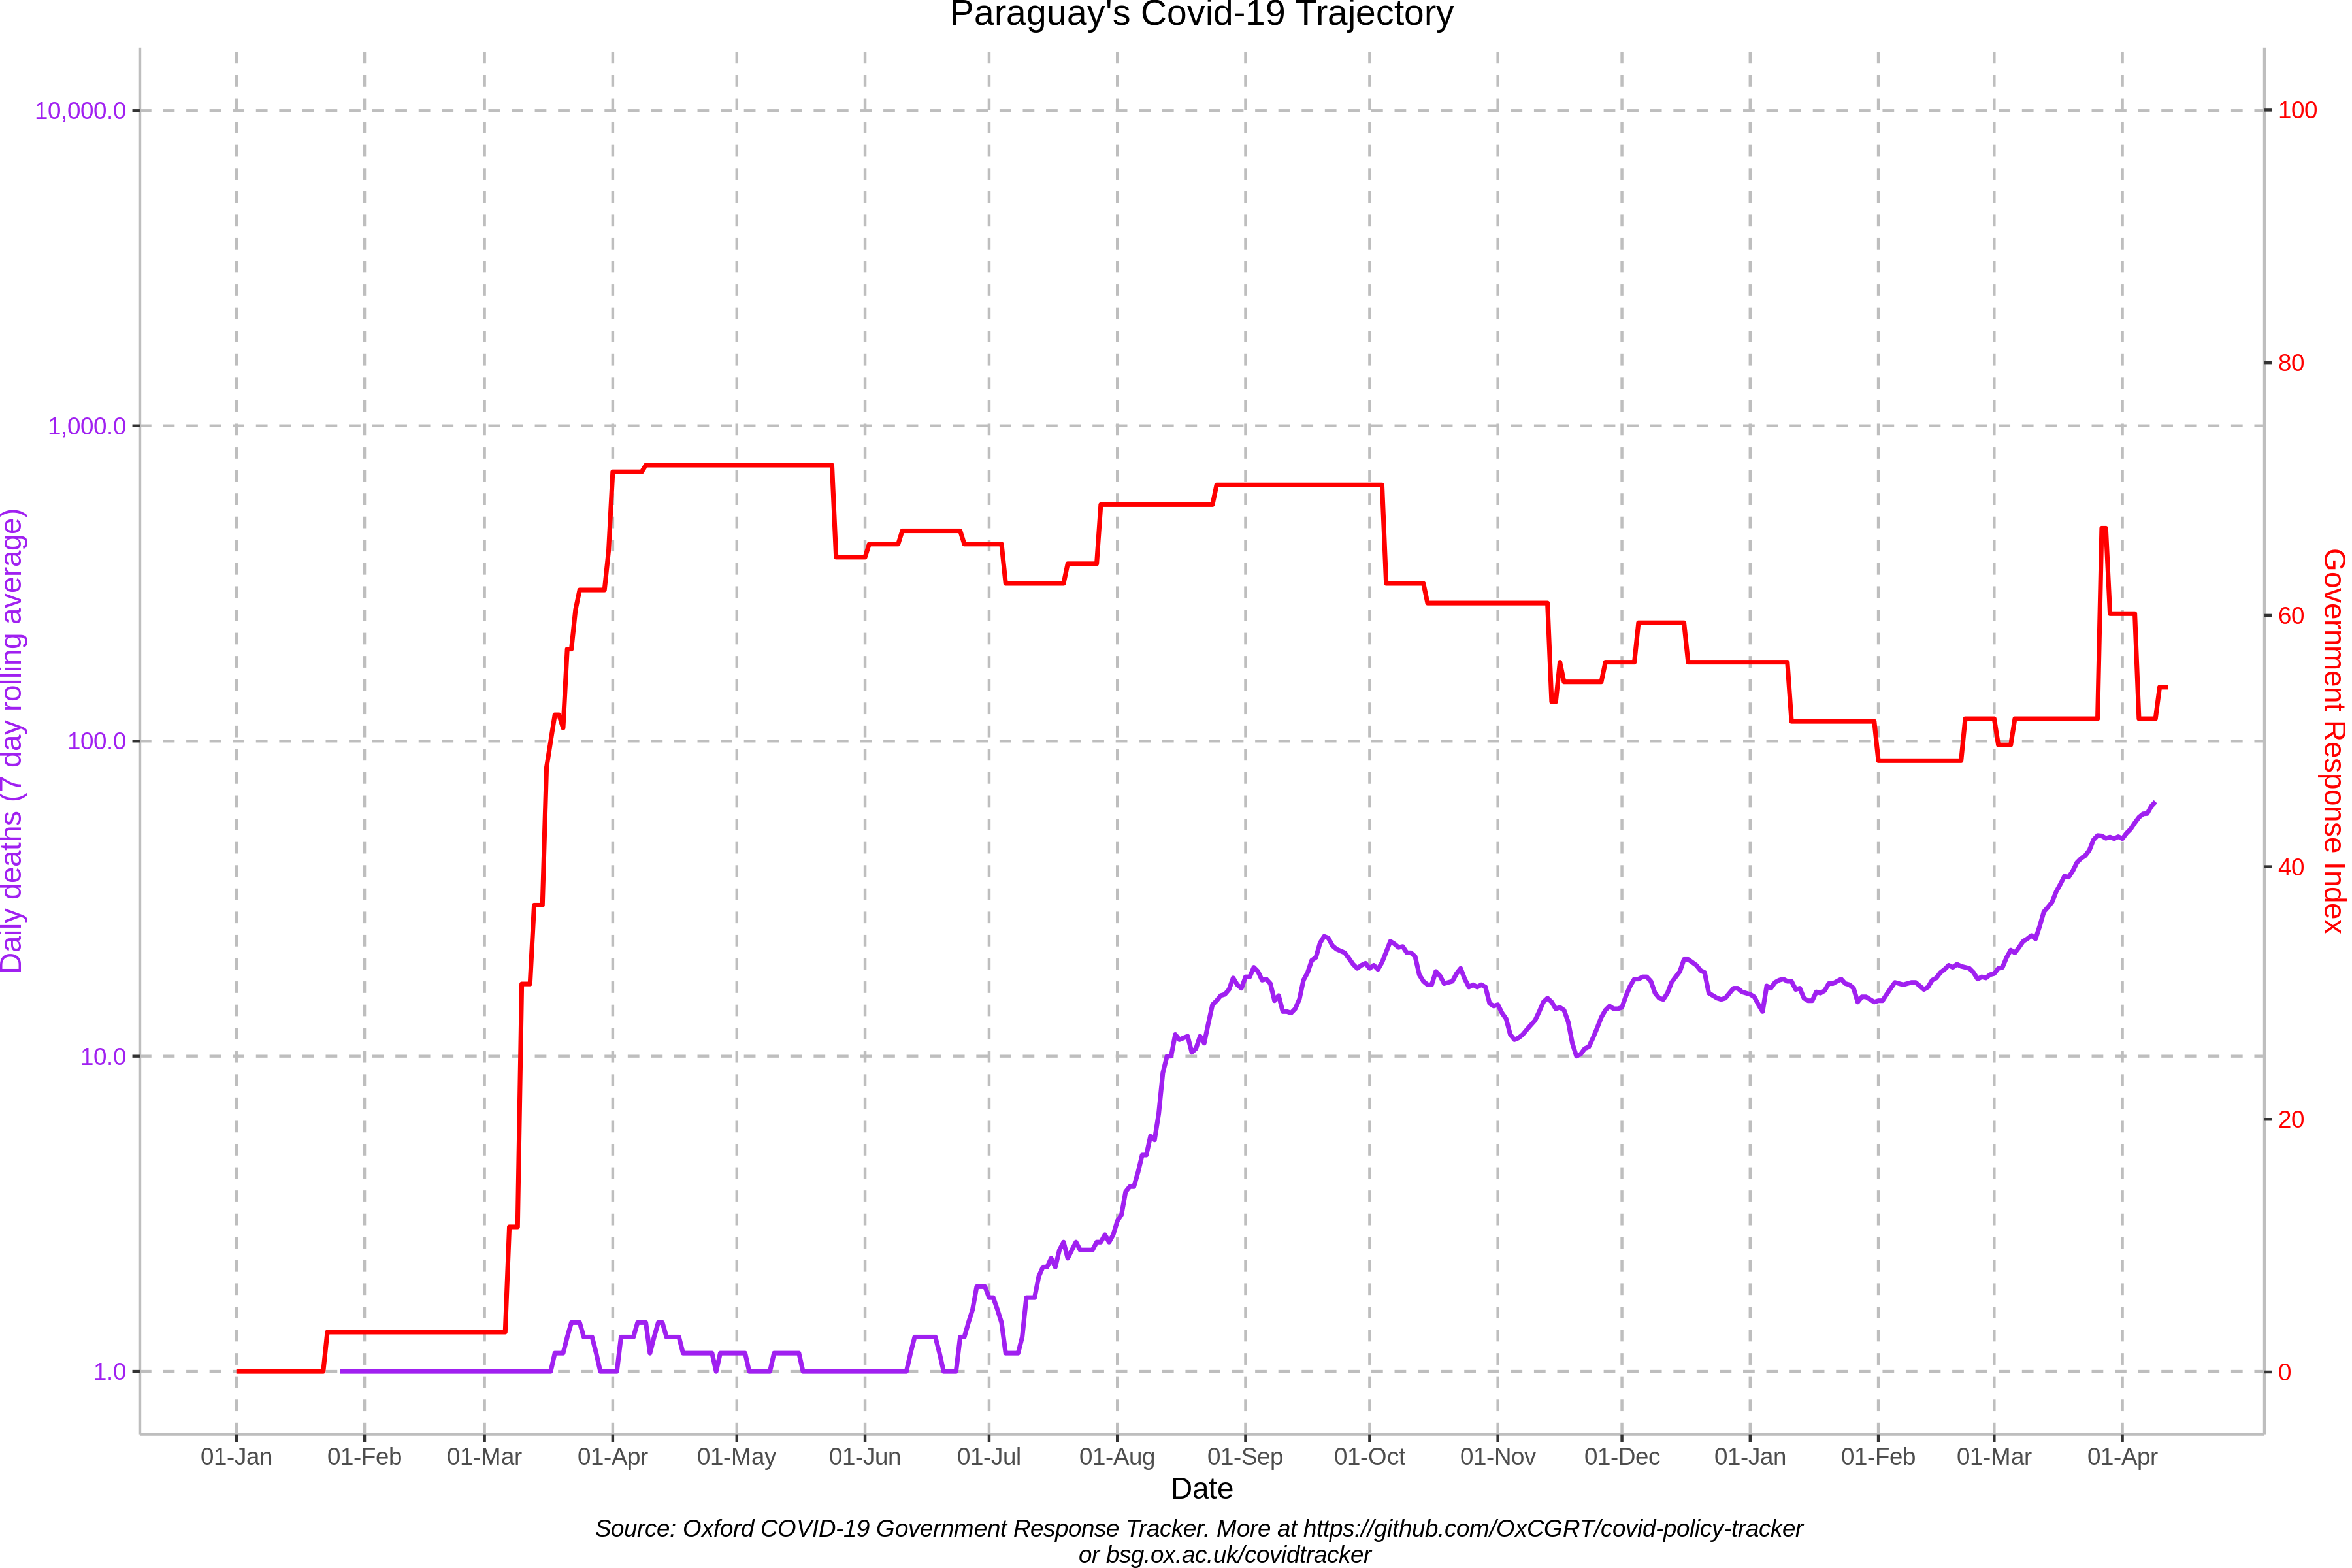 Paraguay's Covid-19 Trajectory
10,000.0
1,000.0
100.0
10.0
1.0
Daily deaths (7 day rolling average)
100
80
60
40
20
0
Government Response Index
01-Jan 01-Feb 01-Mar 01-Apr 01-May 01-Jun 01-Jul 01-Aug 01-Sep 01-Oct 01-Nov 01-Dec 01-Jan 01-Feb 01-Mar 01-Apr
Date
Source: Oxford COVID-19 Government Response Tracker. More at https://github.com/OxCGRT/covid-policy-tracker
or bsg.ox.ac.uk/covidtracker